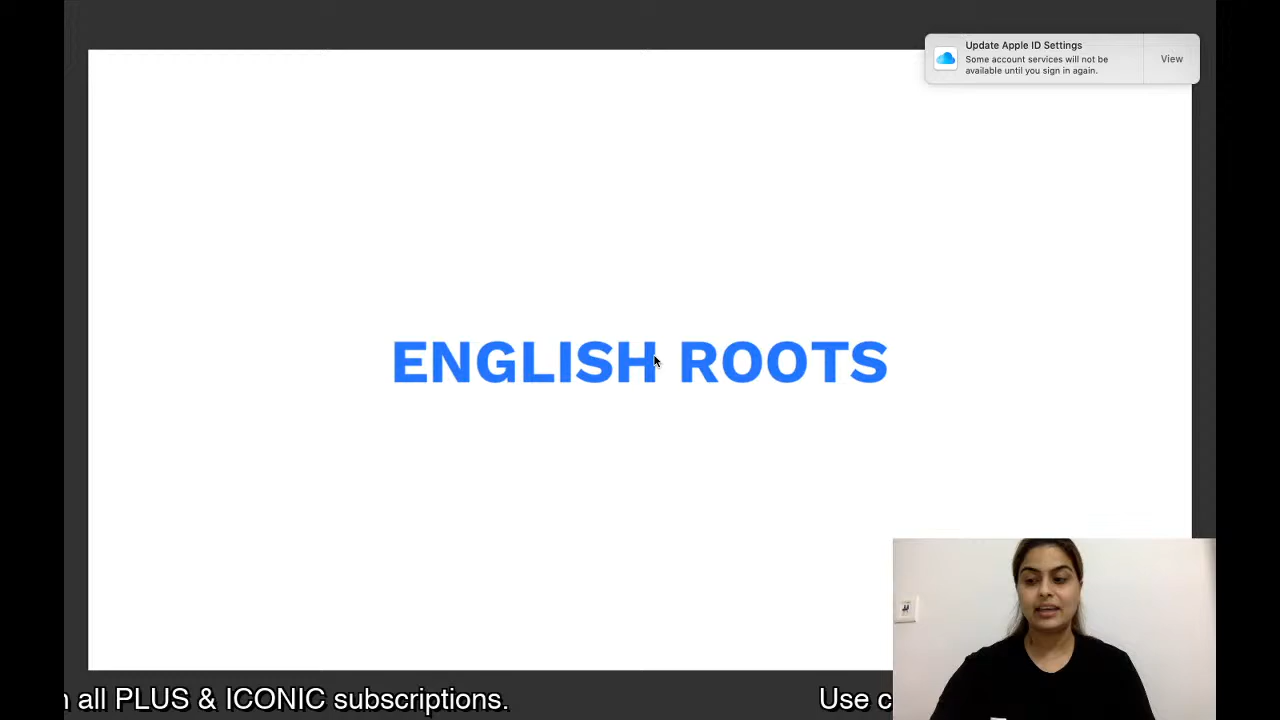 Update Apple ID Settings
Some account services will not be
available until you sign in again.
View
ENGLISH ROOTS
all PLUS & ICONIC subscriptions.
Use